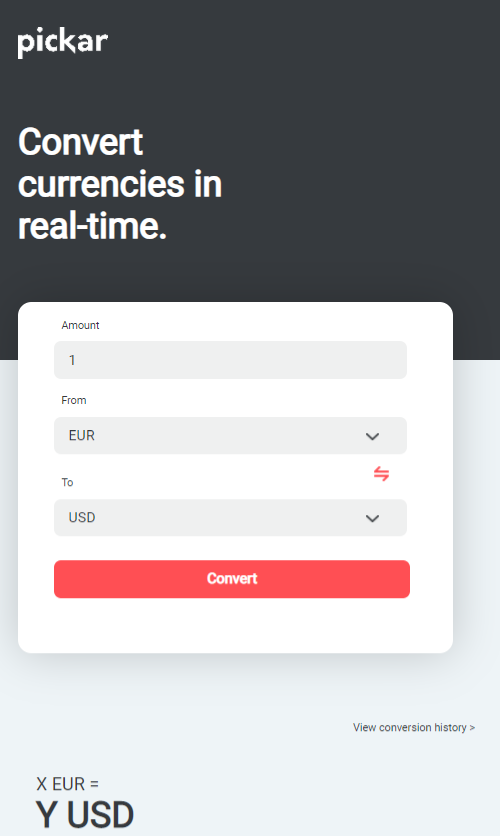 pickar
Convert
currencies in
real-time.
Amount
1
From
EUR
To
USD
Convert
View conversion history >
X EUR =
Y USD